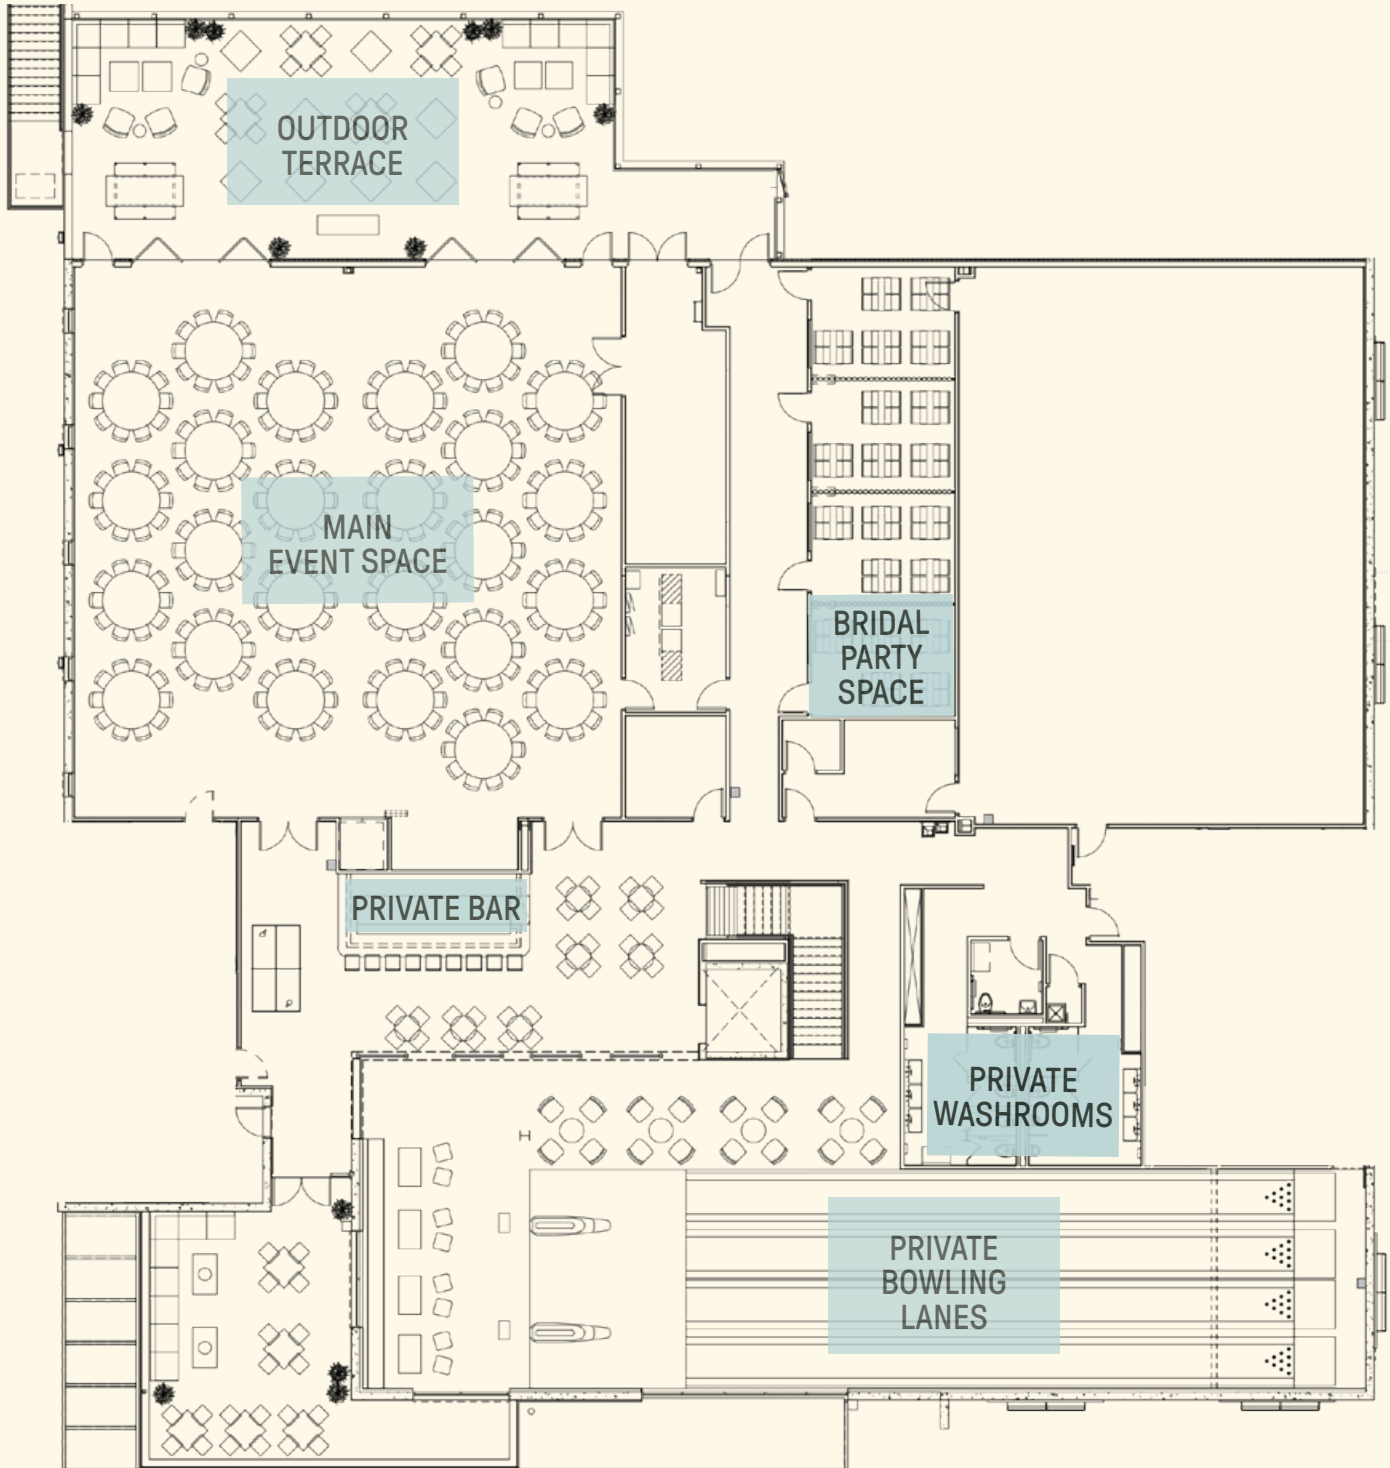 OUTDOOR
TERRACE
MAIN
EVENT SPACE
BRIDAL
PARTY
SPACE
PRIVATE BAR
PRIVATE
WASHROOMS
PRIVATE
BOWLING
LANES